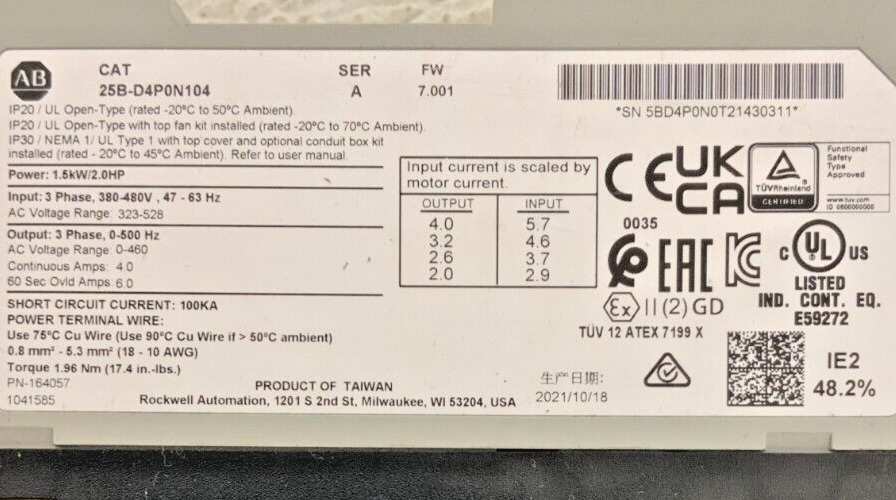 AB
CAT SER FW
25B-D4P0N104 A 7.001
*SN 5BD4P0N0T21430311*
IP20 / UL Open-Type (rated -20°C to 50°C Ambient).
IP20 / UL Open-Type with top fan kit installed (rated -20°C to 70°C Ambient).
IP30 / NEMA 1/ UL Type 1 with top cover and optional conduit box kit
installed (rated - 20°C to 45°C Ambient). Refer to user manual.
Power: 1.5kW/2.0HP
Input: 3 Phase, 380-480V , 47 - 63 Hz
AC Voltage Range: 323-528
Output: 3 Phase, 0-500 Hz
AC Voltage Range: 0-460
Continuous Amps: 4.0
60 Sec Ovld Amps: 6.0
Input current is scaled by
motor current.
OUTPUT INPUT
4.0 5.7
3.2 4.6
2.6 3.7
2.0 2.9
SHORT CIRCUIT CURRENT: 100KA
POWER TERMINAL WIRE:
Use 75°C Cu Wire (Use 90°C Cu Wire if > 50°C ambient)
0.8 mm² - 5.3 mm² (18 - 10 AWG)
Torque 1.96 Nm (17.4 in.-lbs.)
PN-164057
1041585
PRODUCT OF TAIWAN
Rockwell Automation, 1201 S 2nd St, Milwaukee, WI 53204, USA
生产日期:
2021/10/18
CE
UK
CA
TÜVRheinland
CERTIFIED
Functional
Safety
Type
Approved
www.tuv.com
ID 0600000000
0035
EAC
C UL US
LISTED
IND. CONT. EQ.
E59272
Ex II (2) GD
TÜV 12 ATEX 7199 X
IE2
48.2%